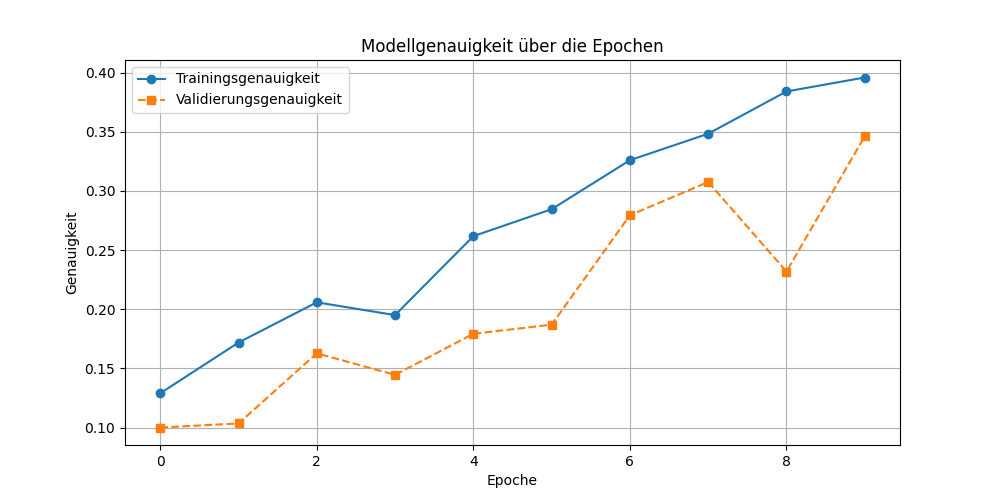 Modellgenauigkeit über die Epochen
Trainingsgenauigkeit
Validierungsgenauigkeit
Genauigkeit
0.40
0.35
0.30
0.25
0.20
0.15
0.10
0 2 4 6 8
Epoche